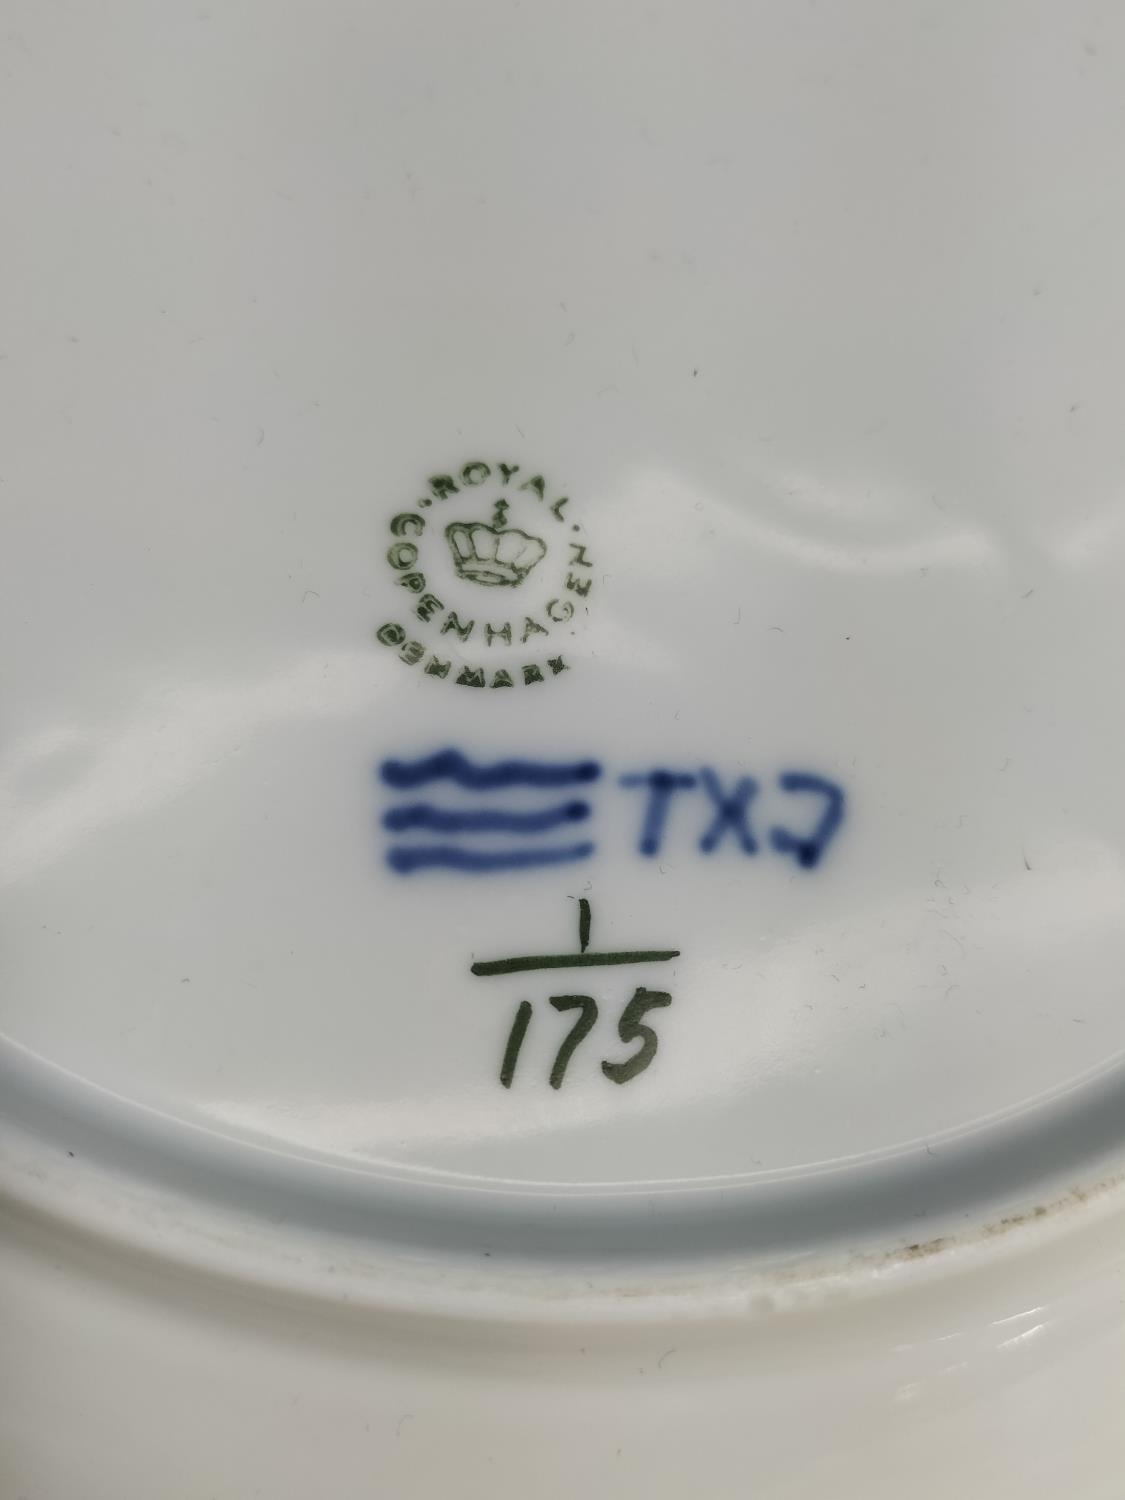 ROYAL
COPENHAGEN
DENMARK
TXJ
1
175